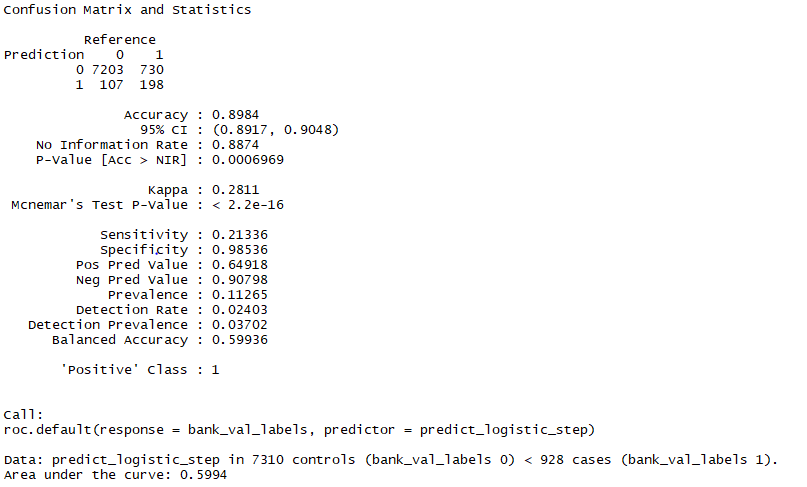 Confusion Matrix and Statistics
Reference
Prediction 0 1
0 7203 730
1 107 198
Accuracy : 0.8984
95% CI : (0.8917, 0.9048)
No Information Rate : 0.8874
P-Value [Acc > NIR] : 0.0006969
Kappa : 0.2811
Mcnemar's Test P-Value : < 2.2e-16
Sensitivity : 0.21336
Specificity : 0.98536
Pos Pred Value : 0.64918
Neg Pred Value : 0.90798
Prevalence : 0.11265
Detection Rate : 0.02403
Detection Prevalence : 0.03702
Balanced Accuracy : 0.59936
'Positive' Class : 1
Call:
roc.default(response = bank_val_labels, predictor = predict_logistic_step)
Data: predict_logistic_step in 7310 controls (bank_val_labels 0) < 928 cases (bank_val_labels 1).
Area under the curve: 0.5994